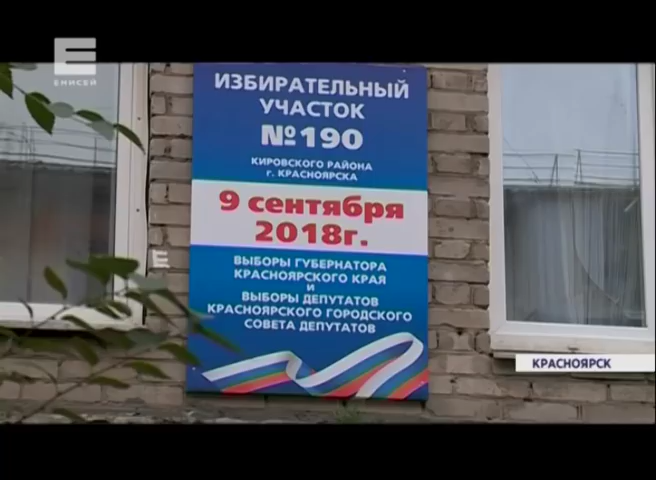 ЕНИСЕЙ
ИЗБИРАТЕЛЬНЫЙ
УЧАСТОК
№190
КИРОВСКОГО РАЙОНА
г. КРАСНОЯРСКА
9 сентября
2018г.
ВЫБОРЫ ГУБЕРНАТОРА
КРАСНОЯРСКОГО КРАЯ
и
ВЫБОРЫ ДЕПУТАТОВ
КРАСНОЯРСКОГО ГОРОДСКОГО
СОВЕТА ДЕПУТАТОВ
КРАСНОЯРСК